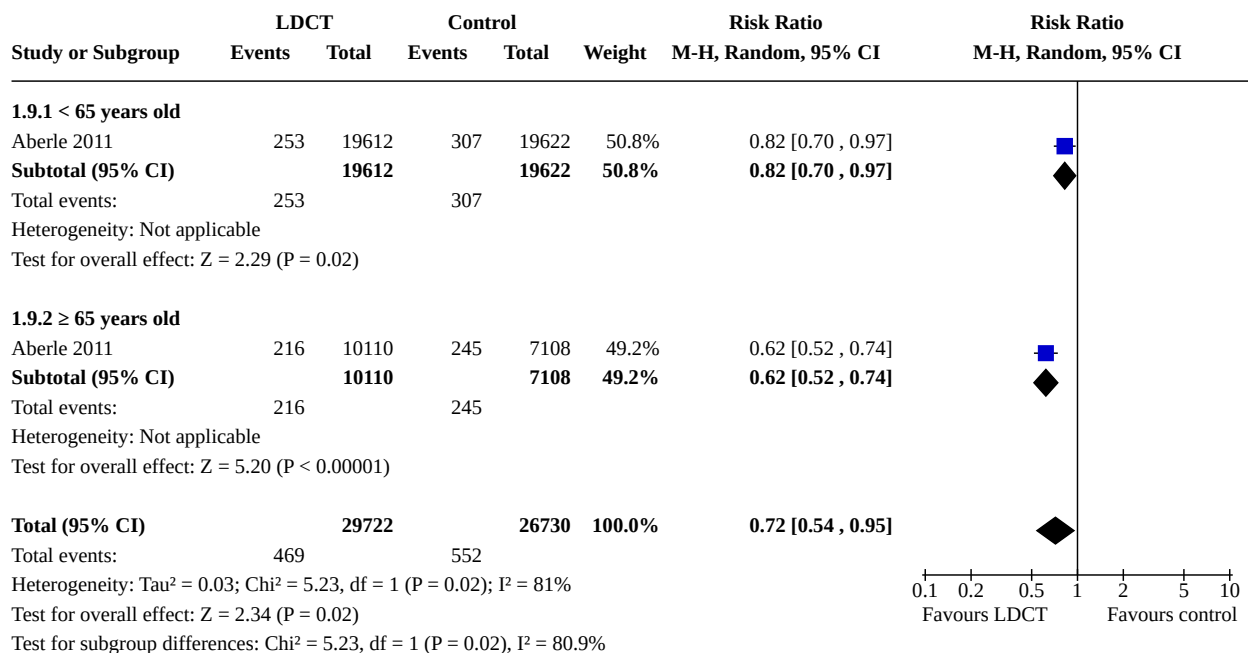 LDCT Control Risk Ratio Risk Ratio
Study or Subgroup Events Total Events Total Weight M-H, Random, 95% CI M-H, Random, 95% CI
1.9.1 < 65 years old
Aberle 2011 253 19612 307 19622 50.8% 0.82 [0.70 , 0.97]
Subtotal (95% CI) 19612 19622 50.8% 0.82 [0.70 , 0.97]
Total events: 253 307
Heterogeneity: Not applicable
Test for overall effect: Z = 2.29 (P = 0.02)
1.9.2 ≥ 65 years old
Aberle 2011 216 10110 245 7108 49.2% 0.62 [0.52 , 0.74]
Subtotal (95% CI) 10110 7108 49.2% 0.62 [0.52 , 0.74]
Total events: 216 245
Heterogeneity: Not applicable
Test for overall effect: Z = 5.20 (P < 0.00001)
Total (95% CI) 29722 26730 100.0% 0.72 [0.54 , 0.95]
Total events: 469 552
Heterogeneity: Tau² = 0.03; Chi² = 5.23, df = 1 (P = 0.02); I² = 81%
0.1 0.2 0.5 1 2 5 10
Test for overall effect: Z = 2.34 (P = 0.02)
Favours LDCT Favours control
Test for subgroup differences: Chi² = 5.23, df = 1 (P = 0.02), I² = 80.9%